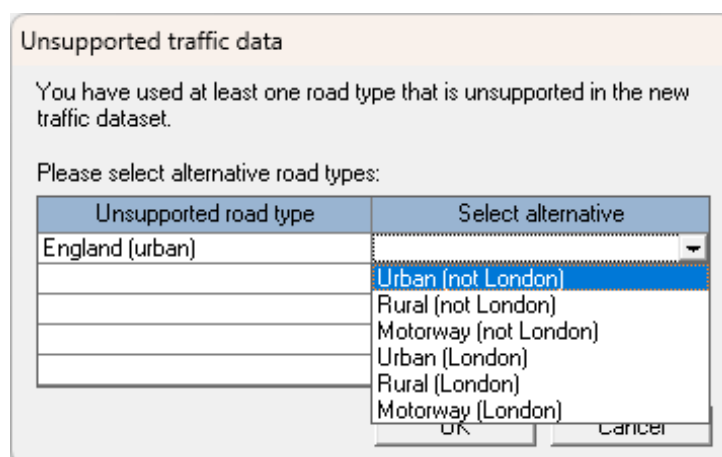 Unsupported traffic data
You have used at least one road type that is unsupported in the new
traffic dataset.
Please select alternative road types:
Unsupported road type Select alternative
England (urban)
Urban (not London)
Rural (not London)
Motorway (not London)
Urban (London)
Rural (London)
Motorway (London)
OK Cancel